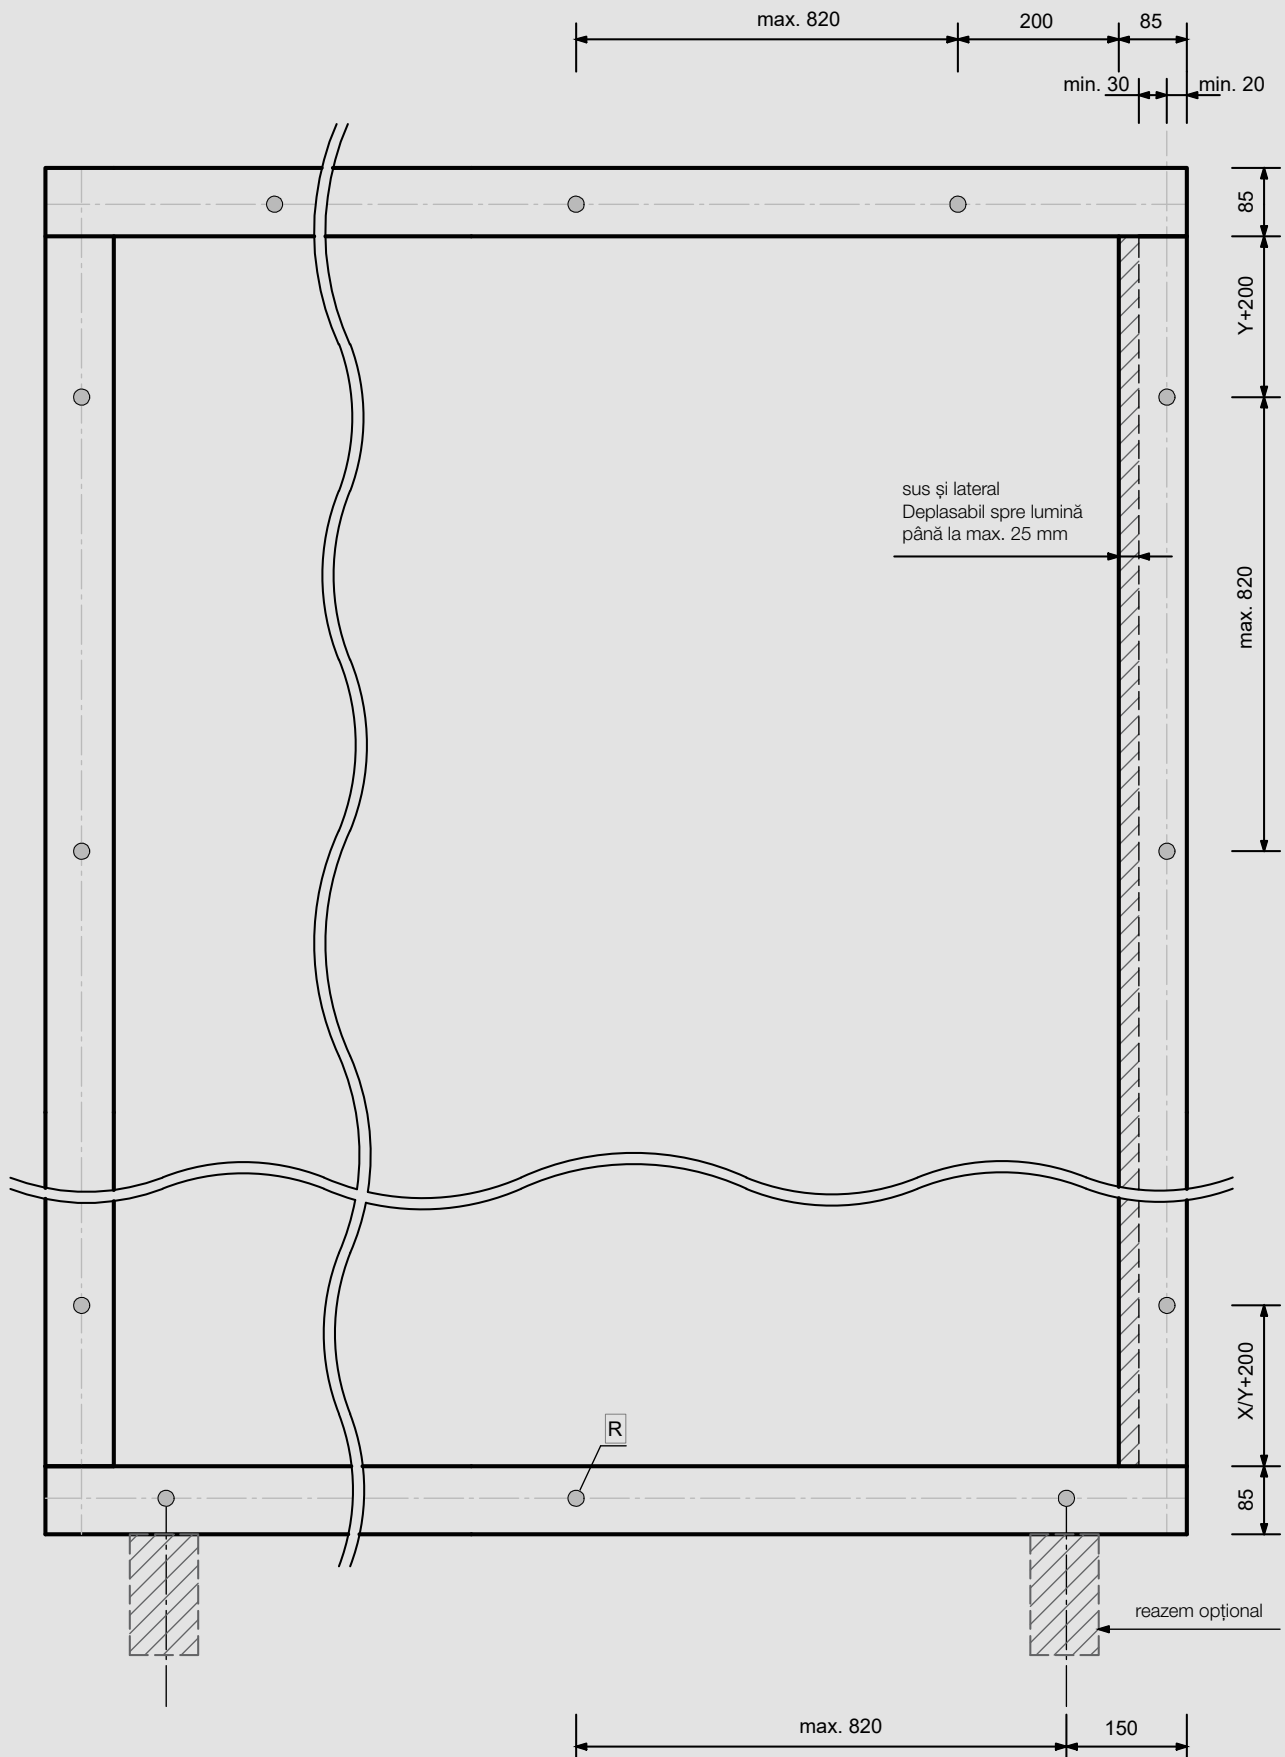 max. 820
200
85
min. 30
min. 20
85
Y+200
sus și lateral
Deplasabil spre lumină
până la max. 25 mm
max. 820
X/Y+200
R
85
reazem opțional
max. 820
150